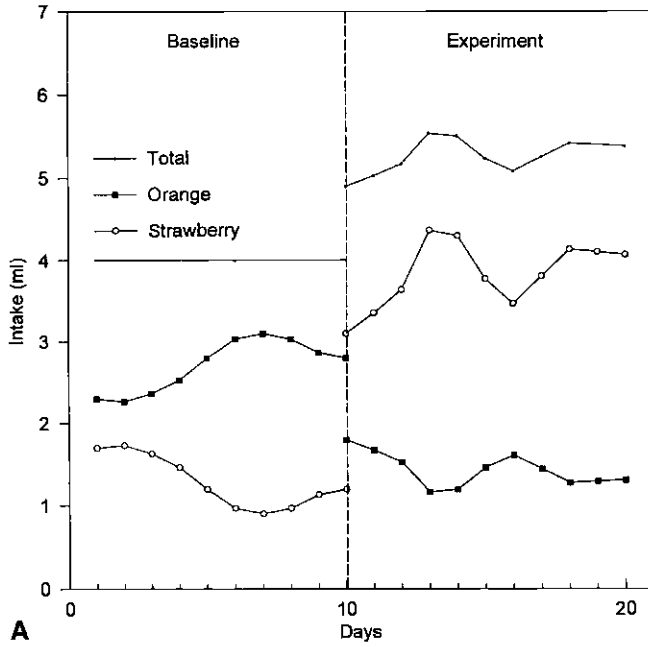 7
Baseline Experiment
6
Total
5
Orange
Strawberry
4
Intake (ml)
3
2
1
0
0 10 20
A Days